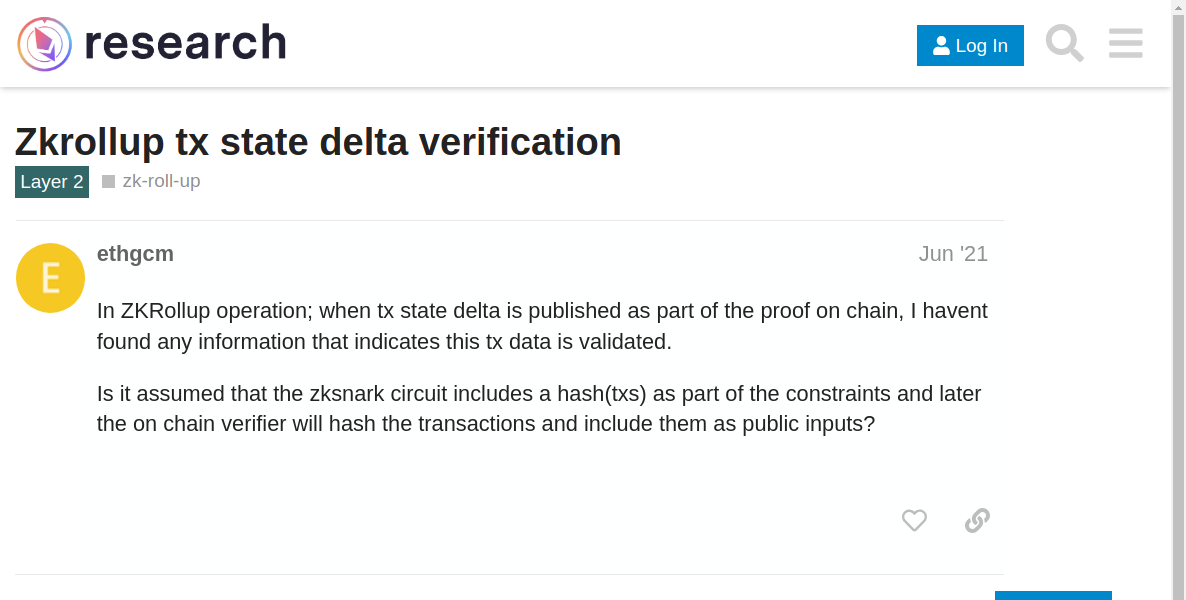 research
Log In
Zkrollup tx state delta verification
Layer 2
zk-roll-up
E
ethgcm
Jun '21
In ZKRollup operation; when tx state delta is published as part of the proof on chain, I havent
found any information that indicates this tx data is validated.
Is it assumed that the zksnark circuit includes a hash(txs) as part of the constraints and later
the on chain verifier will hash the transactions and include them as public inputs?